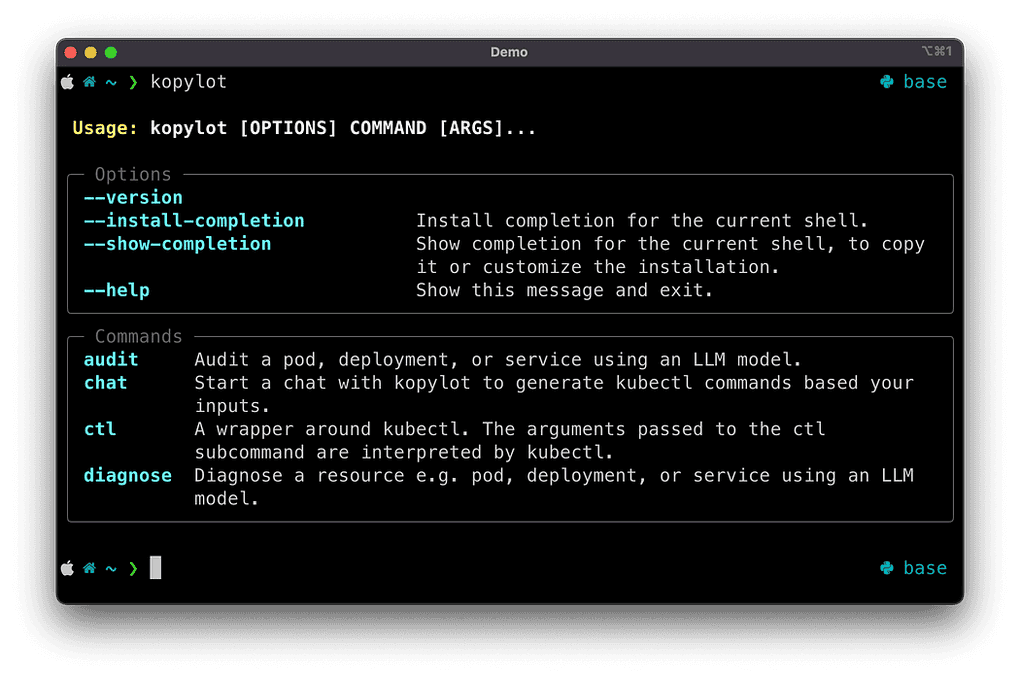 Demo
⌥⌘1
~ ❯ kopylot base
Usage: kopylot [OPTIONS] COMMAND [ARGS]...
Options
--version
--install-completion Install completion for the current shell.
--show-completion Show completion for the current shell, to copy
it or customize the installation.
--help Show this message and exit.
Commands
audit Audit a pod, deployment, or service using an LLM model.
chat Start a chat with kopylot to generate kubectl commands based your
inputs.
ctl A wrapper around kubectl. The arguments passed to the ctl
subcommand are interpreted by kubectl.
diagnose Diagnose a resource e.g. pod, deployment, or service using an LLM
model.
~ ❯ base